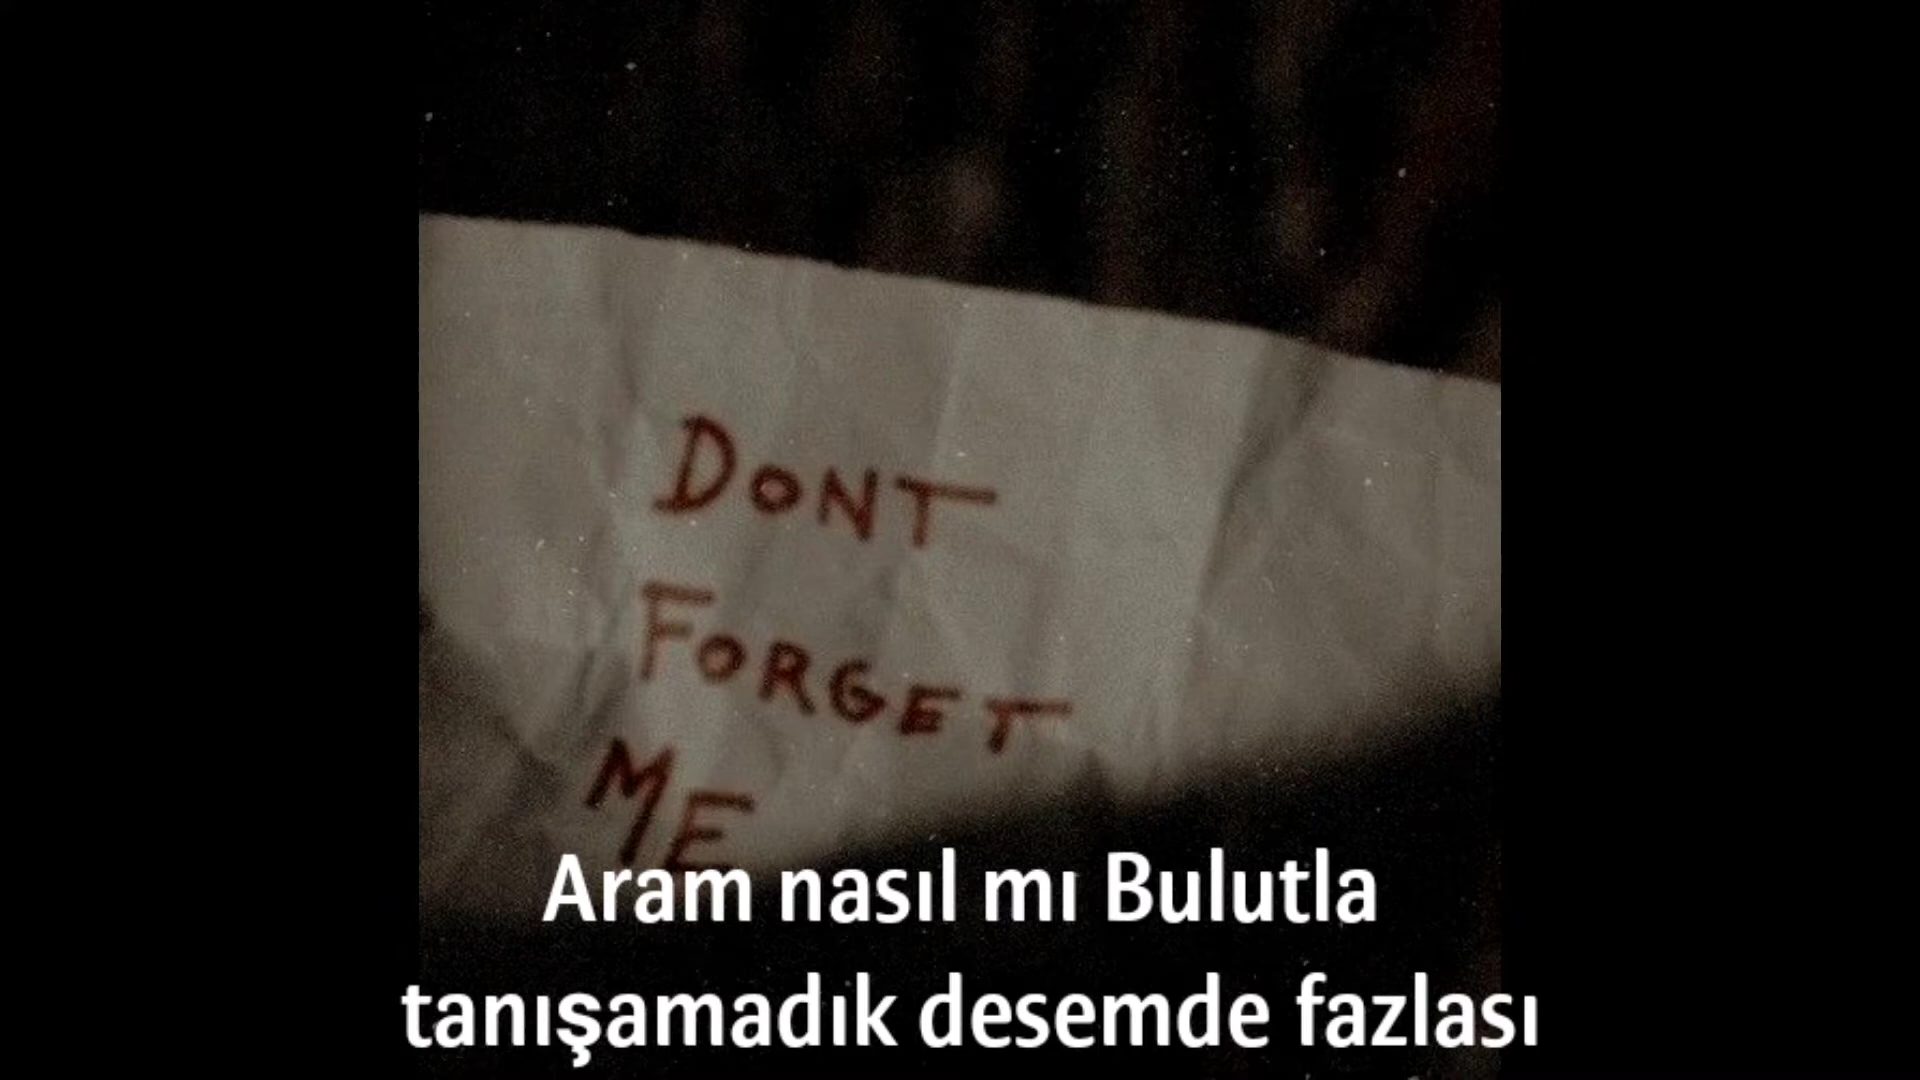 DONT
FORGET
ME
Aram nasıl mı Bulutla
tanışamadık desemde fazlası